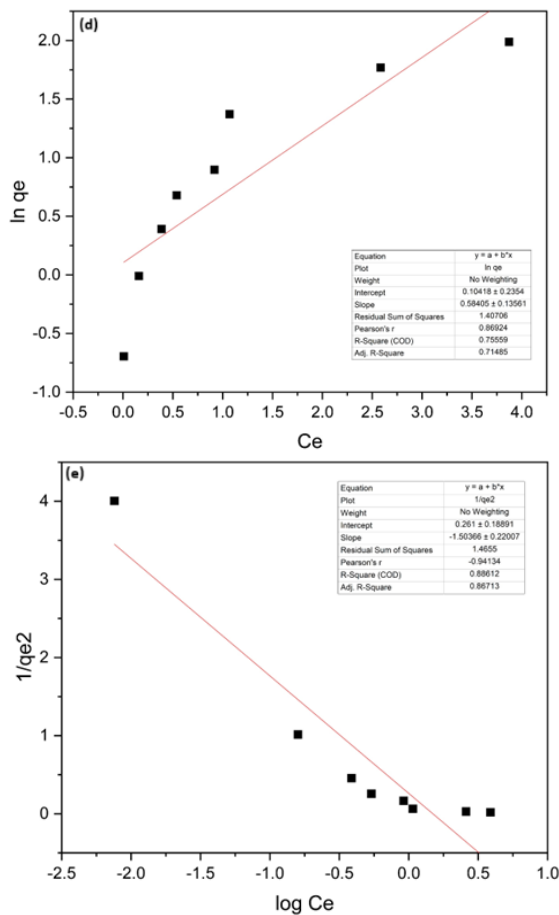 (d)
2.0
1.5
1.0
0.5
0.0
-0.5
-1.0
ln qe
Equation y = a + b*x
Plot ln qe
Weight No Weighting
Intercept 0.10418 ± 0.2354
Slope 0.58405 ± 0.13561
Residual Sum of Squares 1.40706
Pearson's r 0.86924
R-Square (COD) 0.75559
Adj. R-Square 0.71485
-0.5 0.0 0.5 1.0 1.5 2.0 2.5 3.0 3.5 4.0
Ce
(e)
4
3
2
1
0
1/qe2
Equation y = a + b*x
Plot 1/qe2
Weight No Weighting
Intercept 0.261 ± 0.18891
Slope -1.50366 ± 0.22007
Residual Sum of Squares 1.4655
Pearson's r -0.94134
R-Square (COD) 0.88612
Adj. R-Square 0.86713
-2.5 -2.0 -1.5 -1.0 -0.5 0.0 0.5 1.0
log Ce